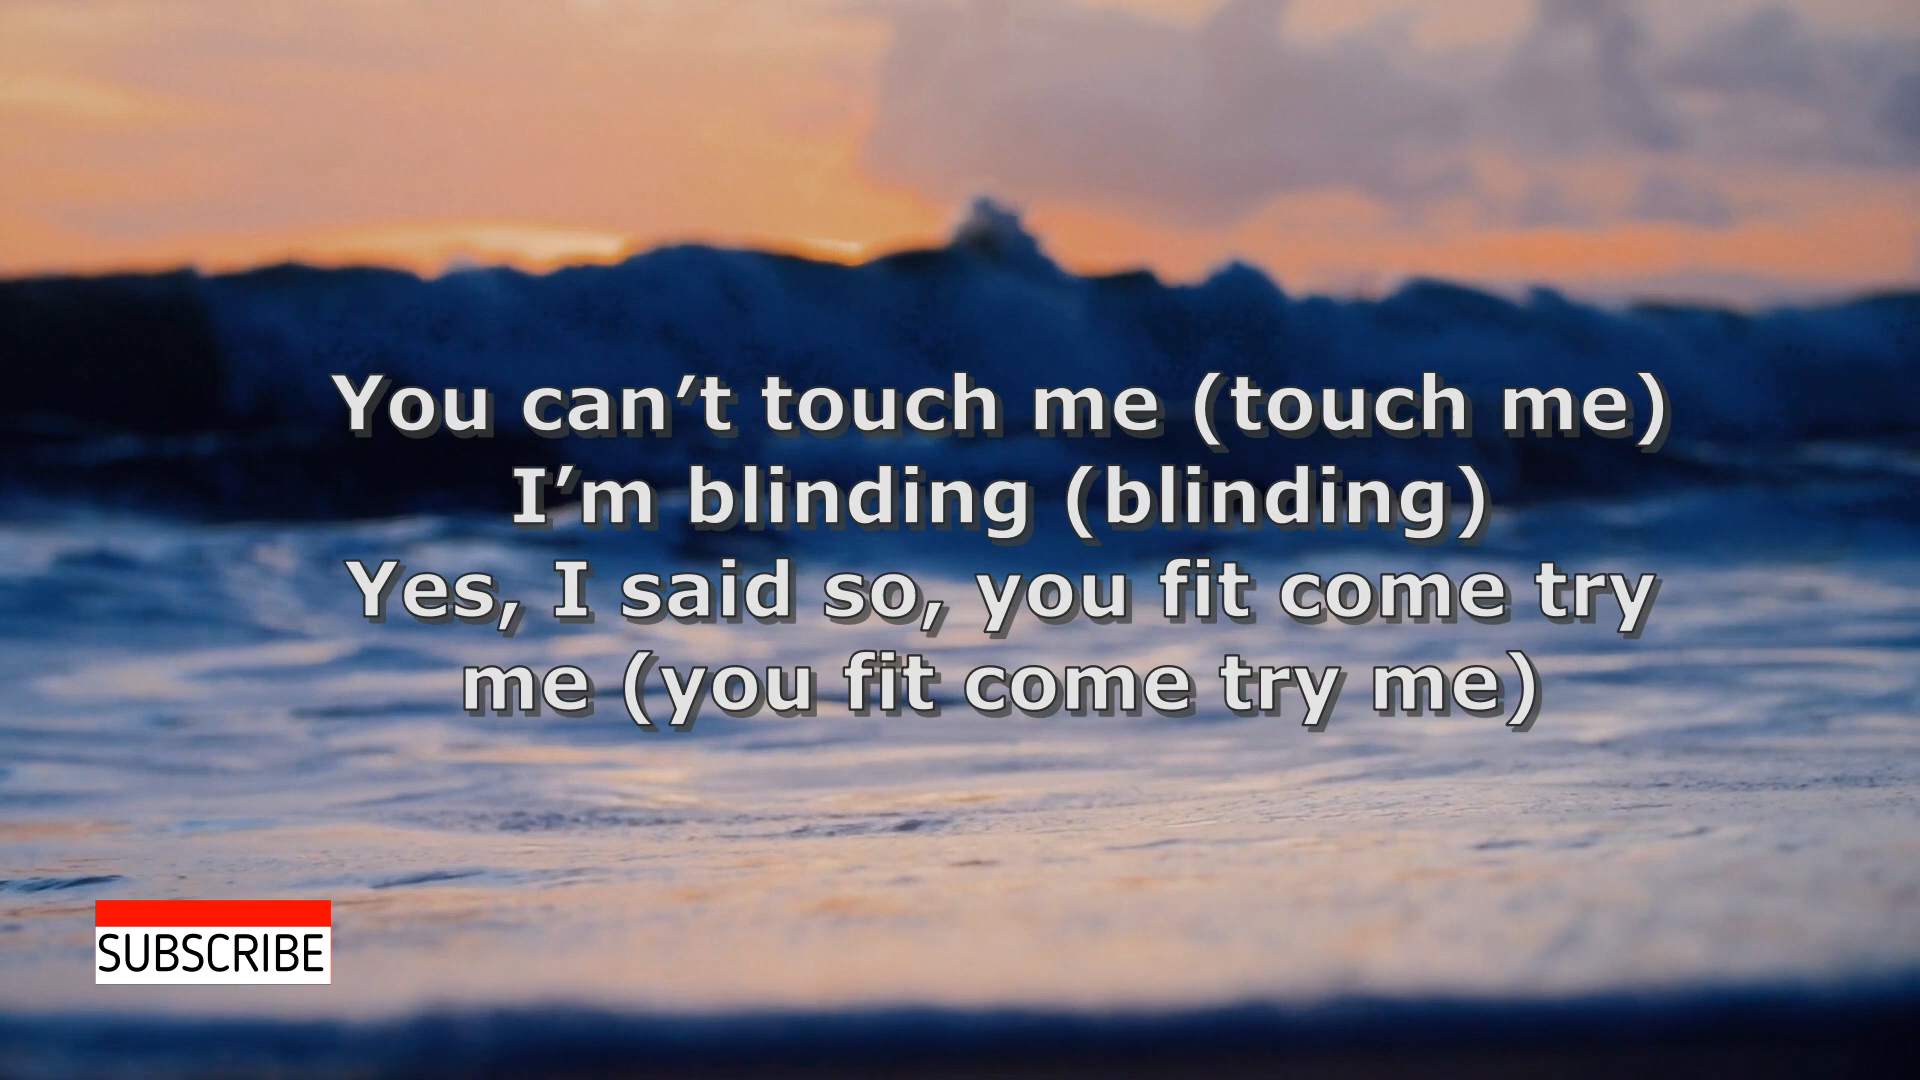 You can’t touch me (touch me)
I’m blinding (blinding)
Yes, I said so, you fit come try
me (you fit come try me)
SUBSCRIBE